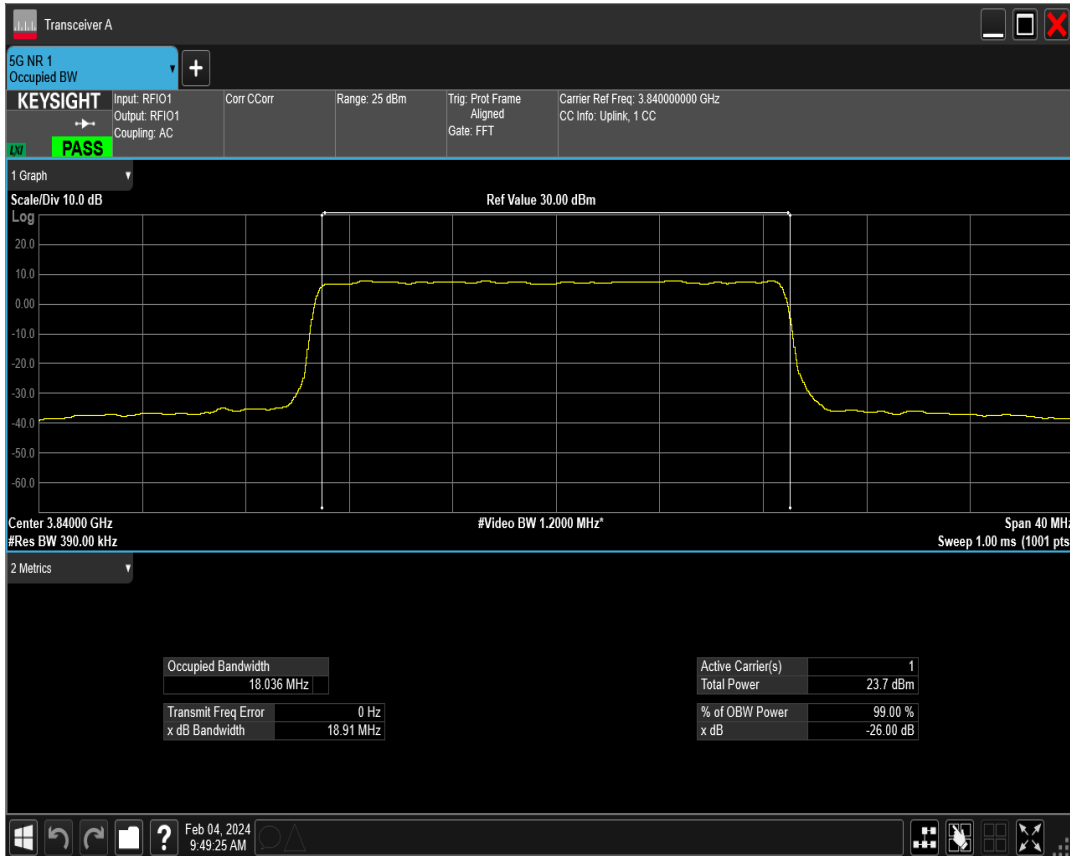 Transceiver A
5G NR 1
Occupied BW
KEYSIGHT
LXI
PASS
Input: RFIO1
Output: RFIO1
Coupling: AC
Corr CCorr
Range: 25 dBm
Trig: Prot Frame
Aligned
Gate: FFT
Carrier Ref Freq: 3.840000000 GHz
CC Info: Uplink, 1 CC
1 Graph
Scale/Div 10.0 dB
Ref Value 30.00 dBm
Log
20.0
10.0
0.00
-10.0
-20.0
-30.0
-40.0
-50.0
-60.0
Center 3.84000 GHz
#Video BW 1.2000 MHz*
Span 40 MHz
#Res BW 390.00 kHz
Sweep 1.00 ms (1001 pts
2 Metrics
Occupied Bandwidth
18.036 MHz
Transmit Freq Error 0 Hz
x dB Bandwidth 18.91 MHz
Active Carrier(s) 1
Total Power 23.7 dBm
% of OBW Power 99.00 %
x dB -26.00 dB
Feb 04, 2024
9:49:25 AM